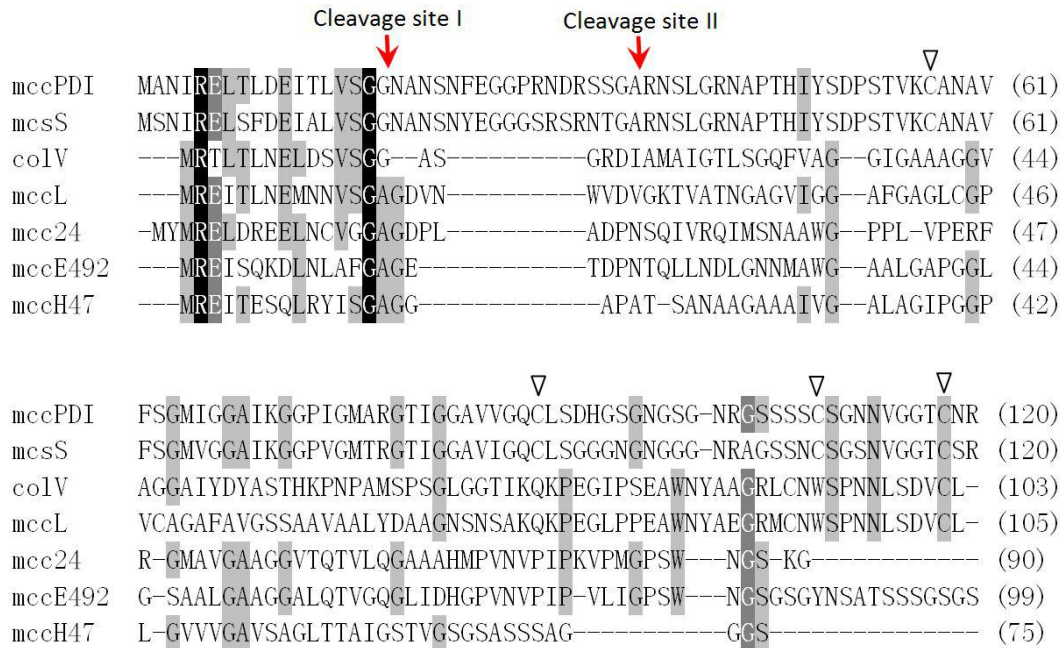 Cleavage site I Cleavage site II
▽
mccPDI MANIRELTLDEITLVSGGNANSNFEGGPRNDRSSGARNSLGRNAPTHIYSDPSTVKCANAV (61)
mcsS MSNIRELSFDEIALVSGGNANSNYEGGGSRSRNTGARNSLGRNAPTHIYSDPSTVKCANAV (61)
colV ---MRTLTLNELDSVSGG--AS----------GRDIAMAIGTLSGQFVAG--GIGAAAGGV (44)
mccL ---MREITLNEMNNVSGAGDVN----------WVDVGKTVATNGAGVIGG--AFGAGLCGP (46)
mcc24 -MYMRELDREELNCVGGAGDPL----------ADPNSQIVRQIMSNAAWG--PPL-VPERF (47)
mccE492 ---MREISQKDLNLAFGAGE------------TDPNTQLLNDLGNNMAWG--AALGAPGGL (44)
mccH47 ---MREITESQLRYISGAGG-----------APAT-SANAAGAAAIVG--ALAGIPGGP (42)
▽ ▽ ▽
mccPDI FSGMIGGAIKGGPIGMARGTIGGAVVGQCLSDHGSGNGSG-NRGSSSSCSGNNVGGTCNR (120)
mcsS FSGMVGGAIKGGPVGMTRGTIGGAVIGQCLSGGGNGNGGG-NRAGSSNCSGSNVGGTCSR (120)
colV AGGAIYDYASTHKPNPAMSPSGLGGTIKQKPEGIPSEAWNYAAGRLCNWSPNNLSDVCL- (103)
mccL VCAGAFAVGSSAAVAALYDAAGNSNSAKQKPEGLPPEAWNYAEGRMCNWSPNNLSDVCL- (105)
mcc24 R-GMAVGAAGGVTQTVLQGAAAHMPVNVPIPKVPMGPSW---NGS-KG------------ (90)
mccE492 G-SAALGAAGGALQTVGQGLIDHGPVNVPIP-VLIGPSW---NGSGSGYNSATSSSGSGS (99)
mccH47 L-GVVVGAVSAGLTTAIGSTVGSGSASSSAG-----------GGS--------------- (75)